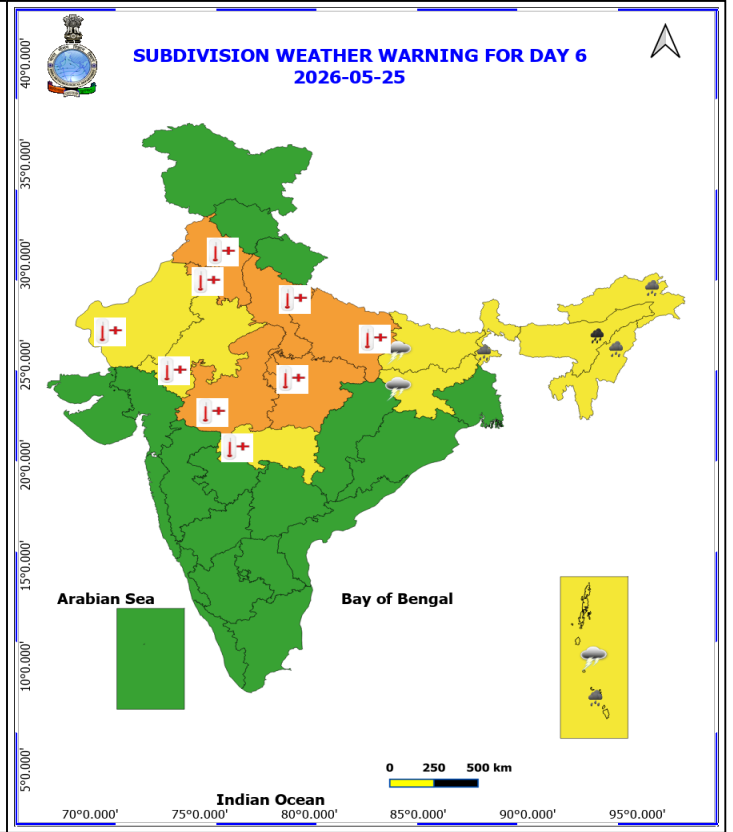 SUBDIVISION WEATHER WARNING FOR DAY 6
2026-05-25
40°0.000'
35°0.000'
30°0.000'
25°0.000'
20°0.000'
15°0.000'
10°0.000'
5°0.000'
Arabian Sea
Bay of Bengal
0 250 500 km
Indian Ocean
70°0.000' 75°0.000' 80°0.000' 85°0.000' 90°0.000' 95°0.000'